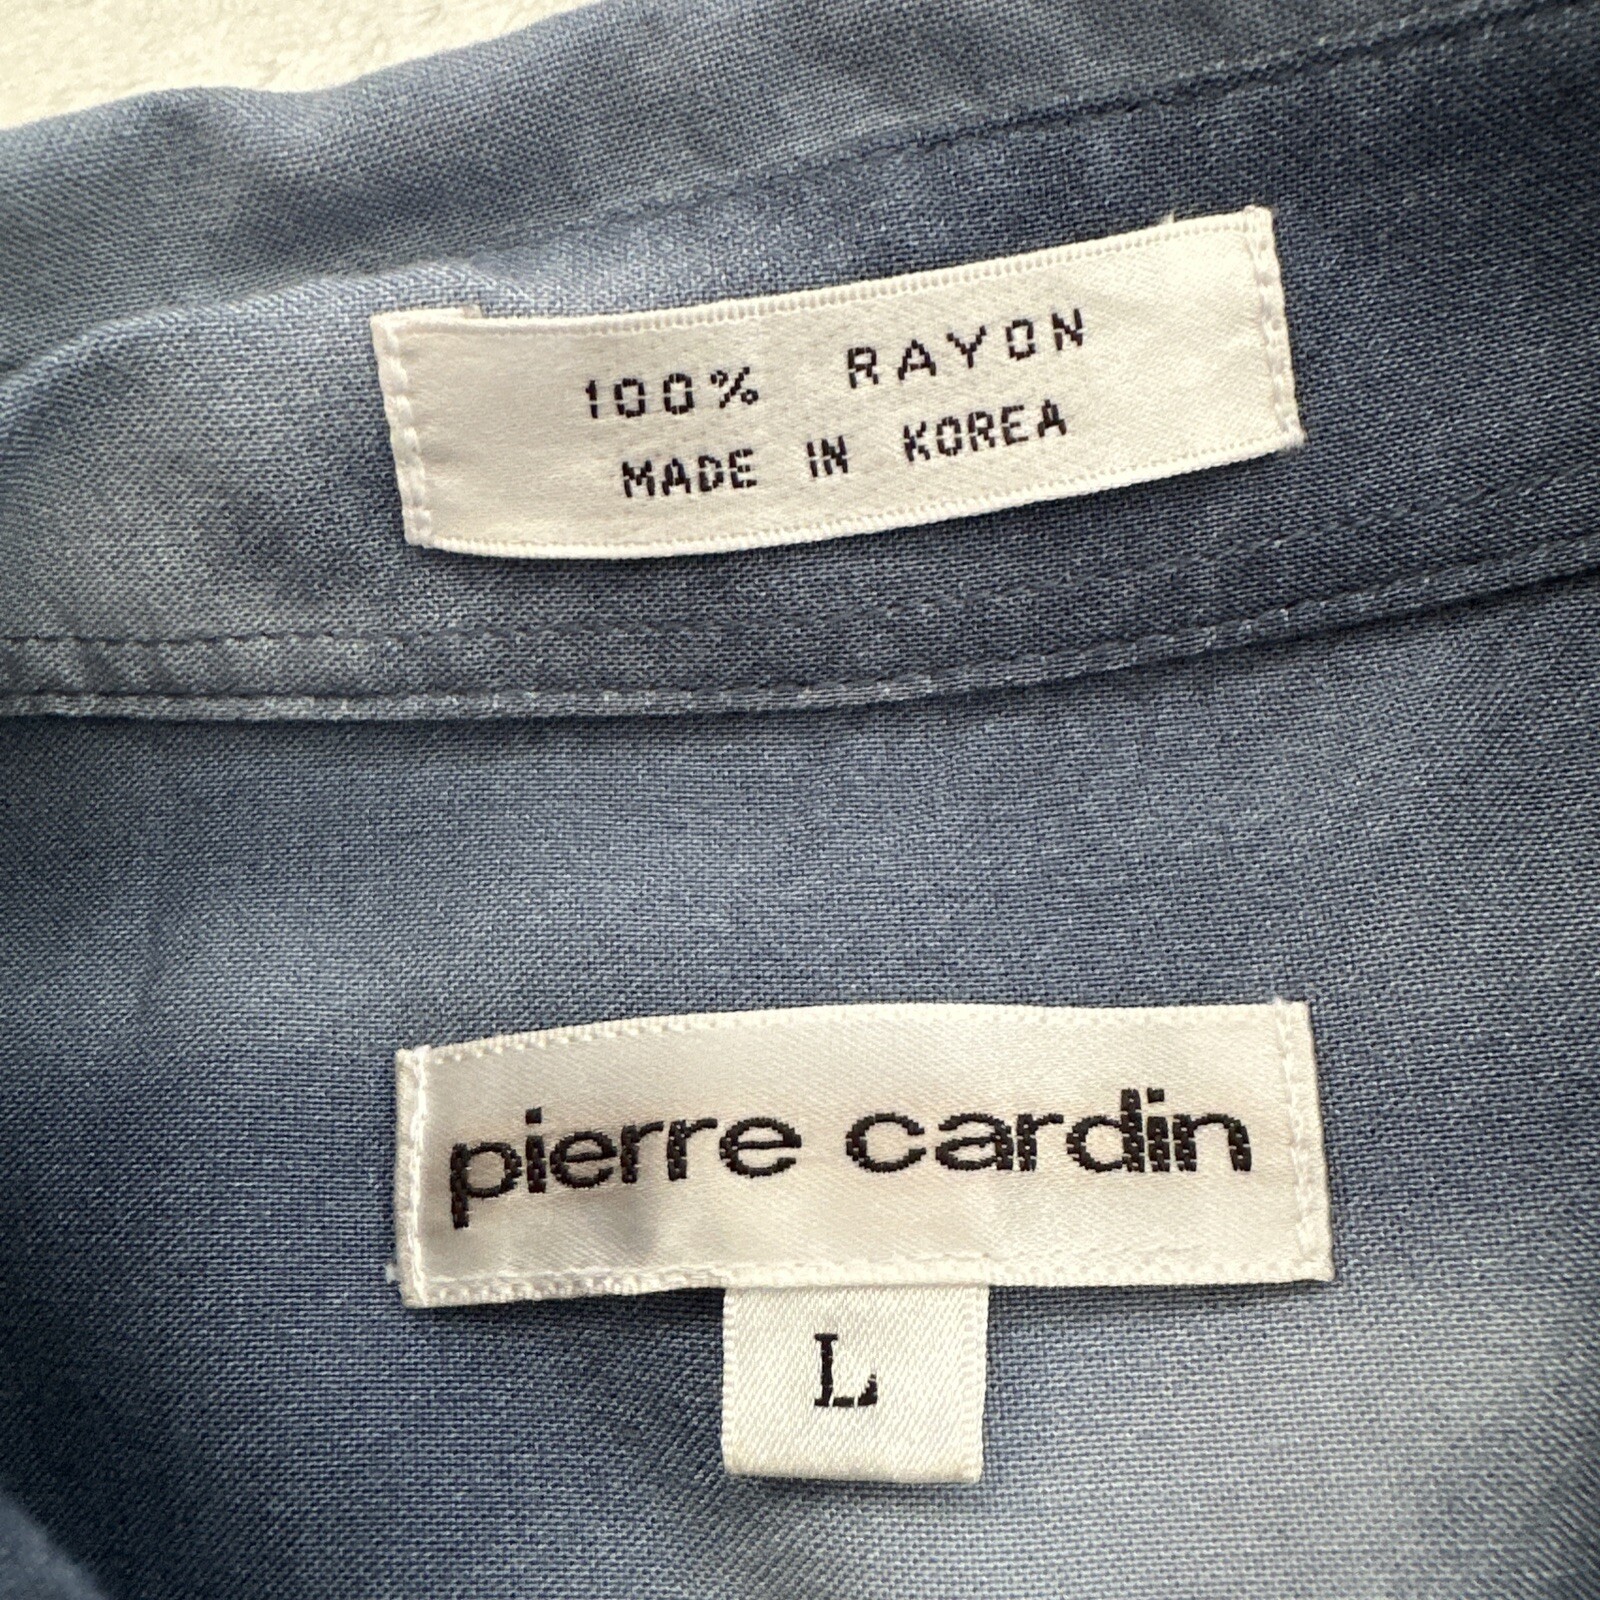 100% RAYON
MADE IN KOREA
pierre cardin
L